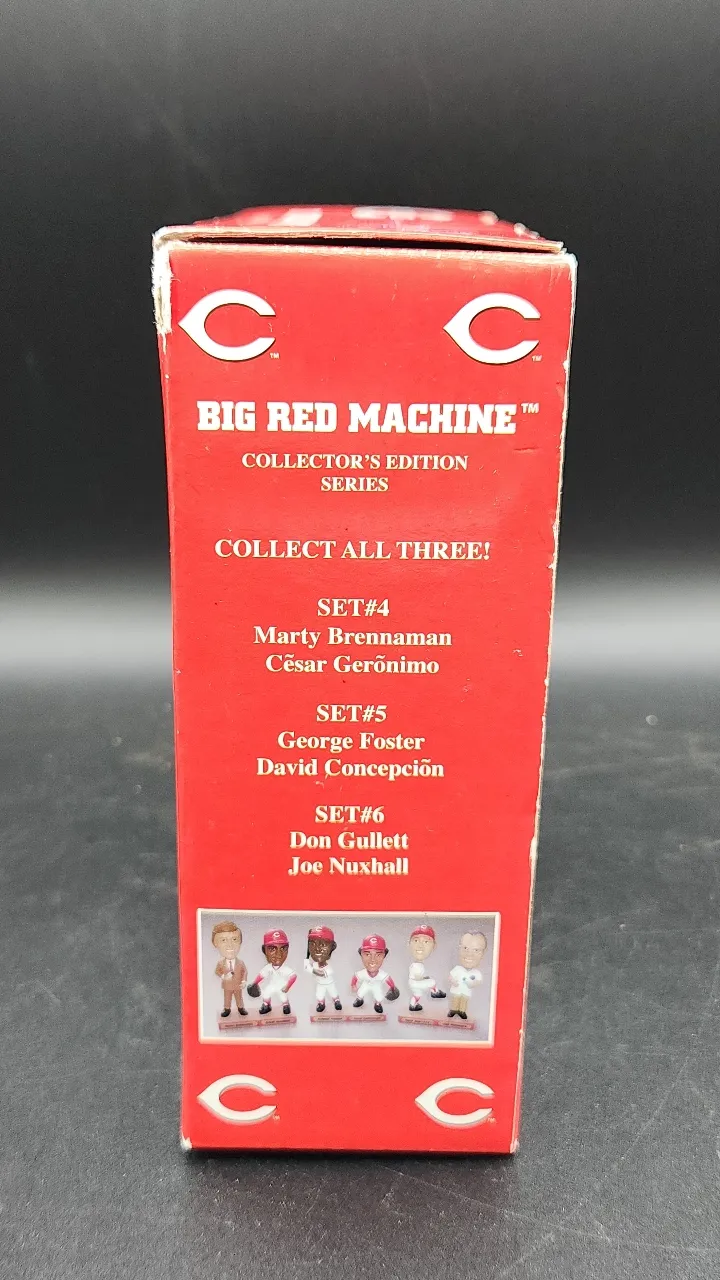 BIG RED MACHINE™
COLLECTOR'S EDITION
SERIES
COLLECT ALL THREE!
SET#4
Marty Brennaman
Cẽsar Gerõnimo
SET#5
George Foster
David Concepciõn
SET#6
Don Gullett
Joe Nuxhall